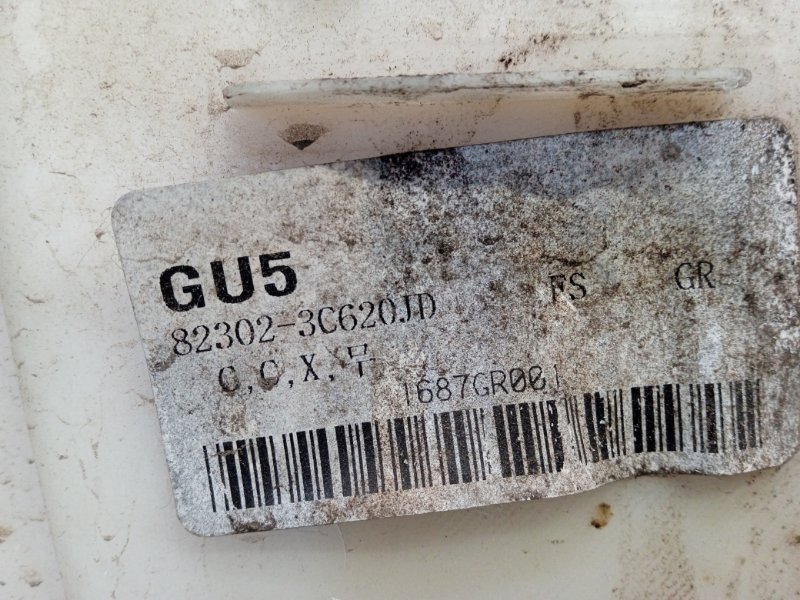 GU5
82302-3C620JD FS GR
C,C,X,무
1687GR001